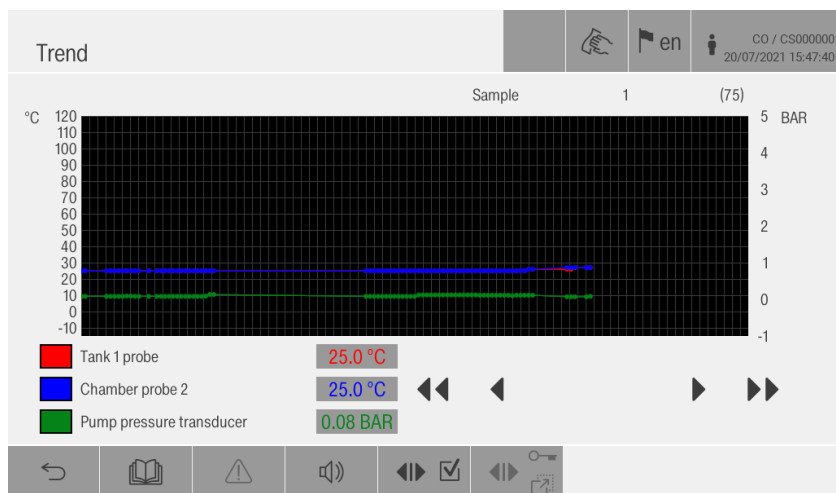 Trend
en
CO / CS000000
20/07/2021 15:47:40
Sample 1 (75)
°C
120
110
100
90
80
70
60
50
40
30
20
10
0
-10
5 BAR
4
3
2
1
0
-1
Tank 1 probe 25.0 °C
Chamber probe 2 25.0 °C
Pump pressure transducer 0.08 BAR